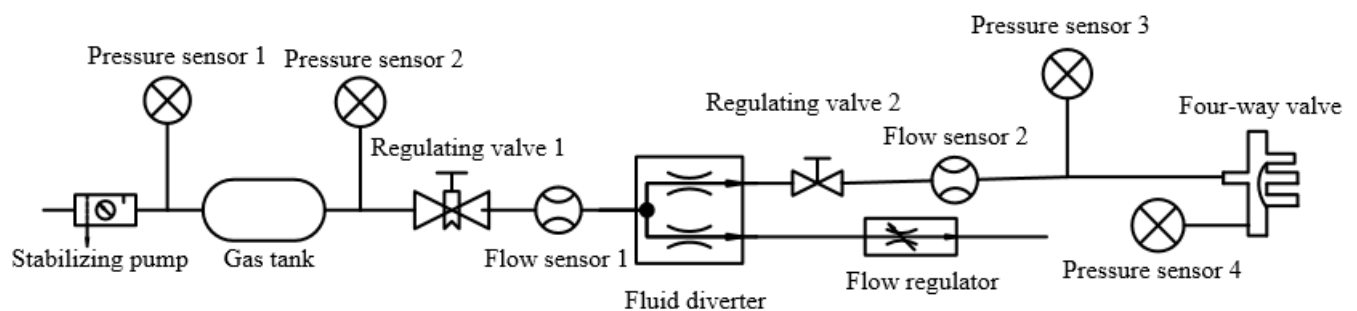 Pressure sensor 1
Pressure sensor 2
Pressure sensor 3
Regulating valve 2
Four-way valve
Regulating valve 1
Flow sensor 2
Stabilizing pump
Gas tank
Flow sensor 1
Flow regulator
Pressure sensor 4
Fluid diverter